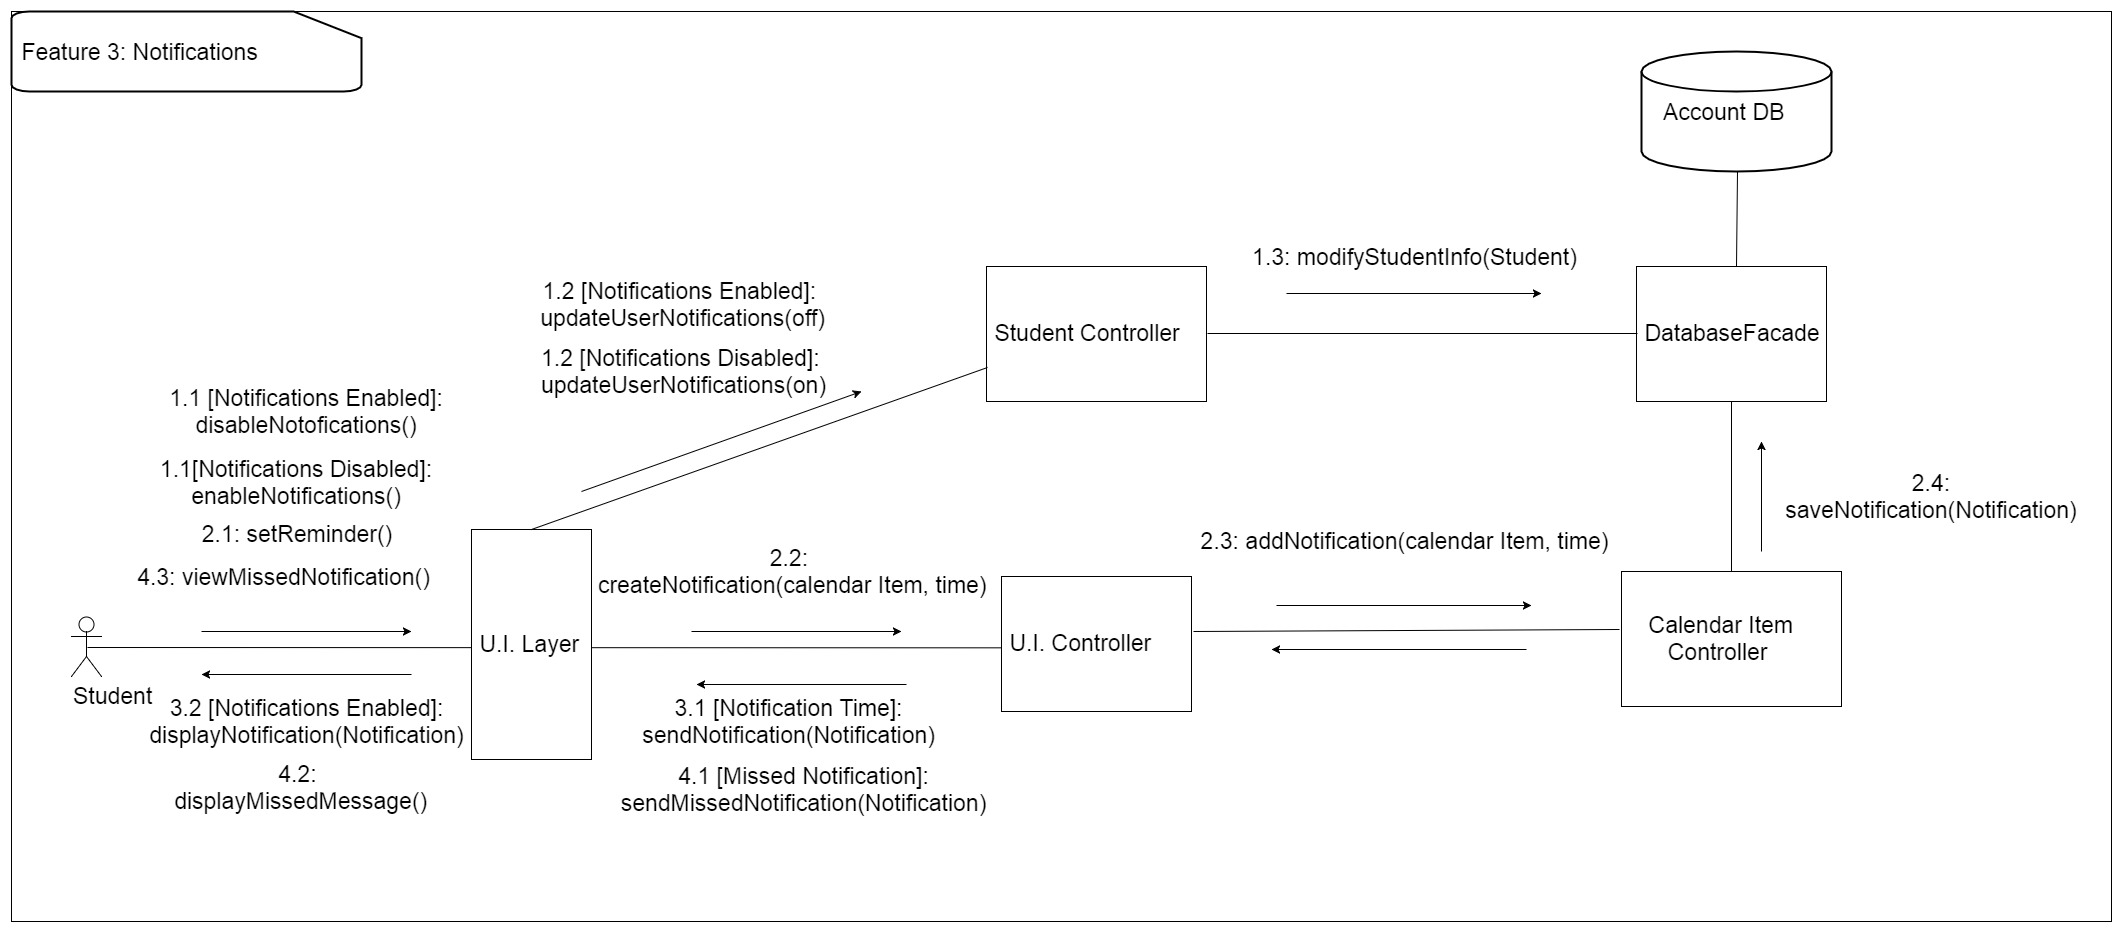 Feature 3: Notifications
Account DB
1.3: modifyStudentInfo(Student)
1.2 [Notifications Enabled]:
updateUserNotifications(off)
1.2 [Notifications Disabled]:
updateUserNotifications(on)
Student Controller
DatabaseFacade
1.1 [Notifications Enabled]:
disableNotofications()
1.1[Notifications Disabled]:
enableNotifications()
2.1: setReminder()
4.3: viewMissedNotification()
2.4:
saveNotification(Notification)
2.3: addNotification(calendar Item, time)
2.2:
createNotification(calendar Item, time)
U.I. Layer
U.I. Controller
Calendar Item
Controller
Student
3.2 [Notifications Enabled]:
displayNotification(Notification)
4.2:
displayMissedMessage()
3.1 [Notification Time]:
sendNotification(Notification)
4.1 [Missed Notification]:
sendMissedNotification(Notification)